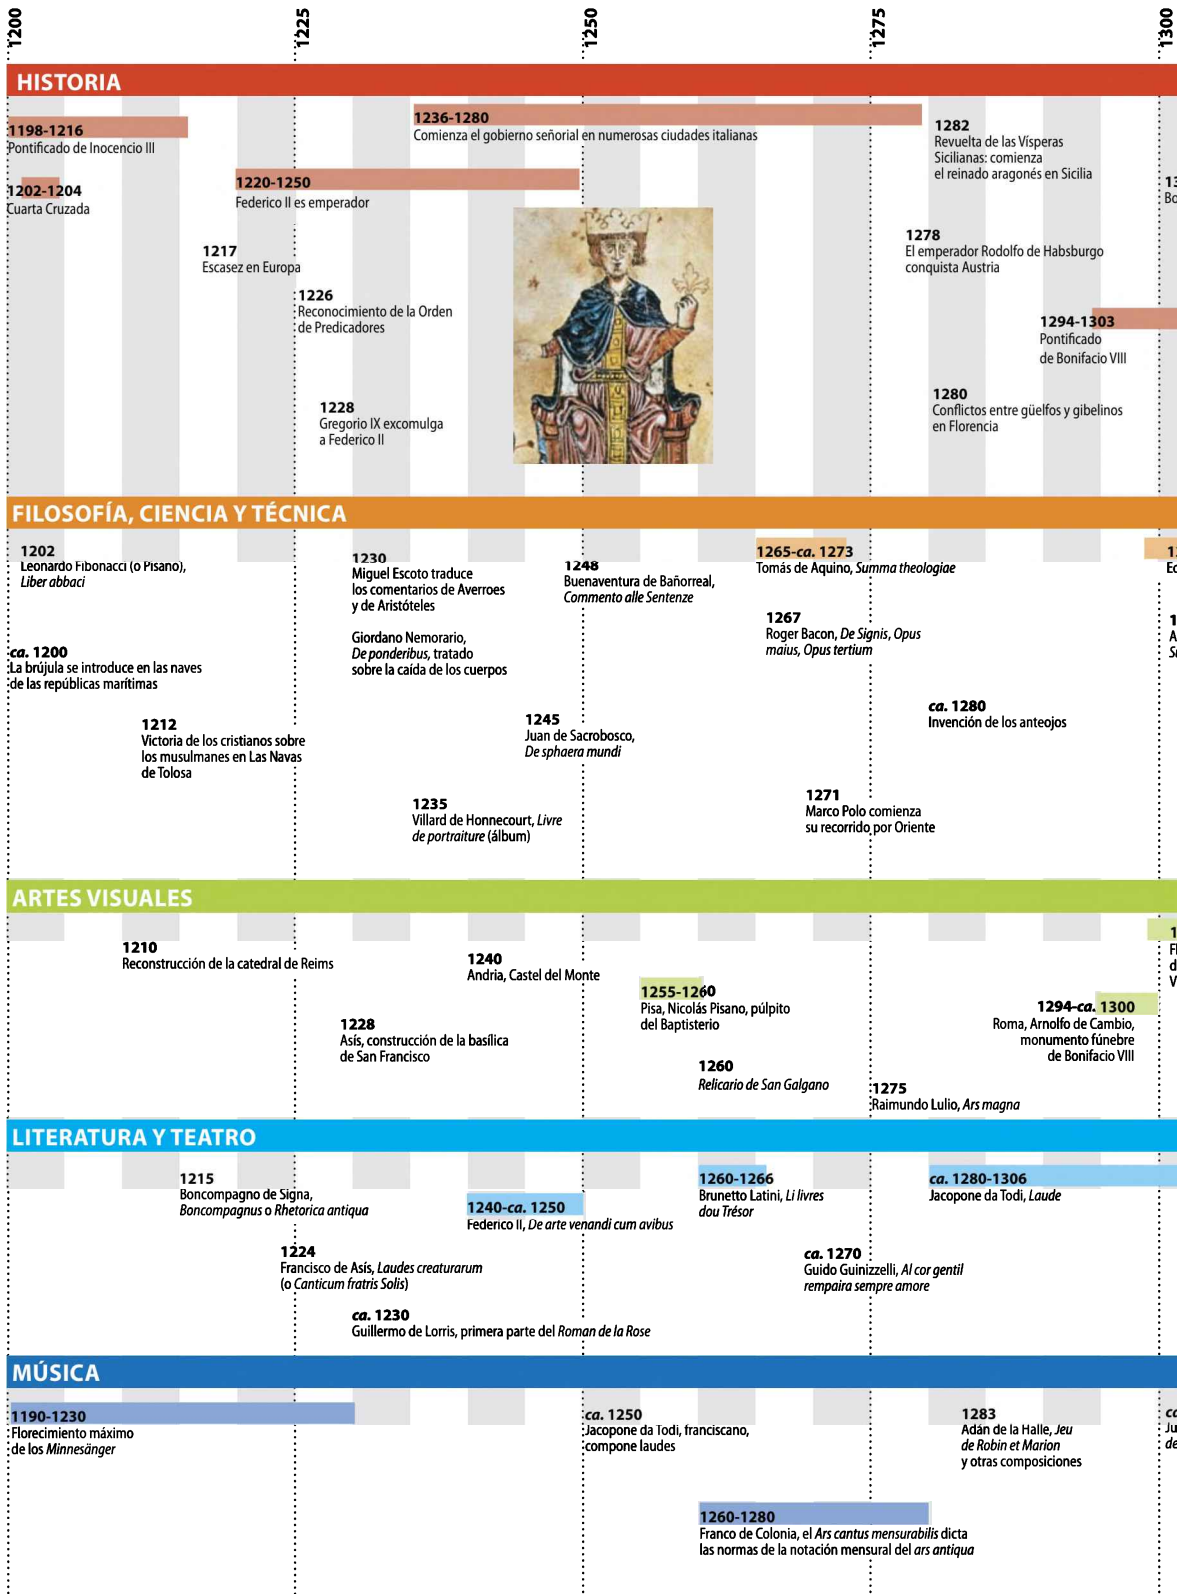 1200
1225
1250
1275
1300
HISTORIA
1198-1216
Pontificado de Inocencio III
1202-1204
Cuarta Cruzada
1217
Escasez en Europa
1220-1250
Federico II es emperador
1226
Reconocimiento de la Orden
de Predicadores
1228
Gregorio IX excomulga
a Federico II
1236-1280
Comienza el gobierno señorial en numerosas ciudades italianas
1282
Revuelta de las Vísperas
Sicilianas: comienza
el reinado aragonés en Sicilia
1278
El emperador Rodolfo de Habsburgo
conquista Austria
1294-1303
Pontificado
de Bonifacio VIII
1280
Conflictos entre güelfos y gibelinos
en Florencia
FILOSOFÍA, CIENCIA Y TÉCNICA
1202
Leonardo Fibonacci (o Pisano),
Liber abbaci
ca. 1200
La brújula se introduce en las naves
de las repúblicas marítimas
1212
Victoria de los cristianos sobre
los musulmanes en Las Navas
de Tolosa
1230
Miguel Escoto traduce
los comentarios de Averroes
y de Aristóteles
Giordano Nemorario,
De ponderibus, tratado
sobre la caída de los cuerpos
1235
Villard de Honnecourt, Livre
de portraiture (álbum)
1248
Buenaventura de Bañorreal,
Commento alle Sentenze
1245
Juan de Sacrobosco,
De sphaera mundi
1265-ca. 1273
Tomás de Aquino, Summa theologiae
1267
Roger Bacon, De Signis, Opus
maius, Opus tertium
1271
Marco Polo comienza
su recorrido por Oriente
ca. 1280
Invención de los anteojos
ARTES VISUALES
1210
Reconstrucción de la catedral de Reims
1228
Asís, construcción de la basílica
de San Francisco
1240
Andria, Castel del Monte
1255-1260
Pisa, Nicolás Pisano, púlpito
del Baptisterio
1260
Relicario de San Galgano
1275
Raimundo Lulio, Ars magna
1294-ca. 1300
Roma, Arnolfo de Cambio,
monumento fúnebre
de Bonifacio VIII
LITERATURA Y TEATRO
1215
Boncompagno de Signa,
Boncompagnus o Rhetorica antiqua
1224
Francisco de Asís, Laudes creaturarum
(o Canticum fratris Solis)
ca. 1230
Guillermo de Lorris, primera parte del Roman de la Rose
1240-ca. 1250
Federico II, De arte venandi cum avibus
1260-1266
Brunetto Latini, Li livres
dou Trésor
ca. 1270
Guido Guinizzelli, Al cor gentil
rempaira sempre amore
ca. 1280-1306
Jacopone da Todi, Laude
MÚSICA
1190-1230
Florecimiento máximo
de los Minnesänger
ca. 1250
Jacopone da Todi, franciscano,
compone laudes
1260-1280
Franco de Colonia, el Ars cantus mensurabilis dicta
las normas de la notación mensural del ars antiqua
1283
Adán de la Halle, Jeu
de Robin et Marion
y otras composiciones